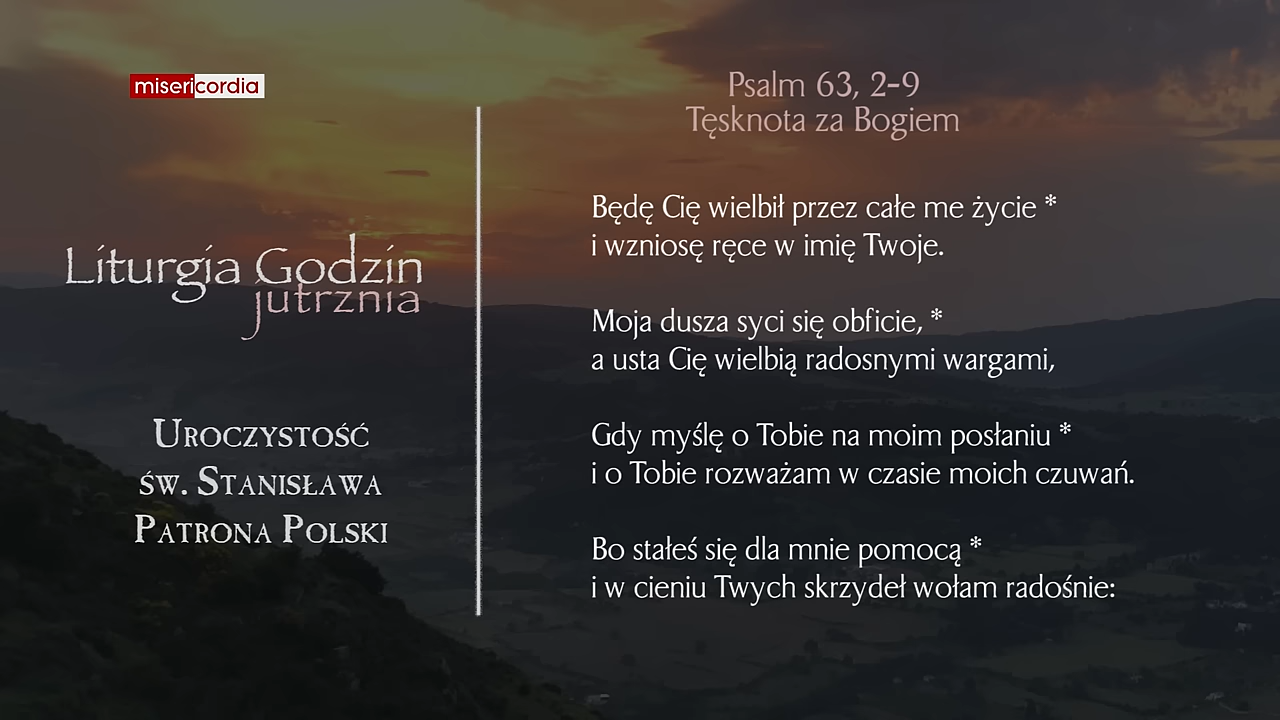 misericordia
Liturgia Godzin
jutrznia
Uroczystość
św. Stanisława
Patrona Polski
Psalm 63, 2-9
Tęsknota za Bogiem
Będę Cię wielbił przez całe me życie *
i wzniosę ręce w imię Twoje.
Moja dusza syci się obficie, *
a usta Cię wielbią radosnymi wargami,
Gdy myślę o Tobie na moim posłaniu *
i o Tobie rozważam w czasie moich czuwań.
Bo stałeś się dla mnie pomocą *
i w cieniu Twych skrzydeł wołam radośnie: